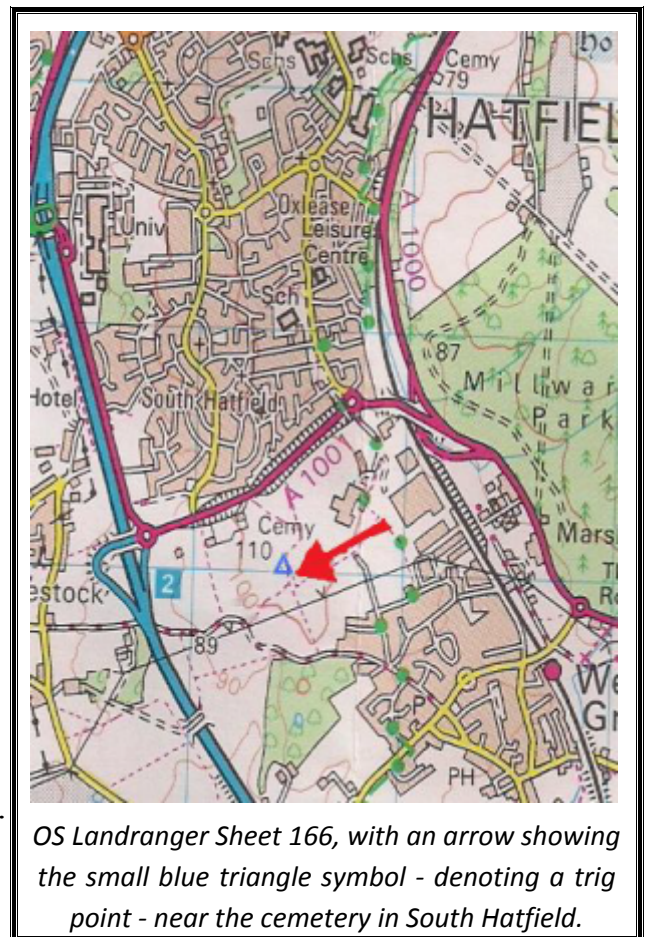 Schs
Schs
Cemy
79
HATFIEL
Univ
Oxlease
Leisure
Centre
A 1000
Sch
87
Hotel
South Hatfield
Millwar
Park
A 1001
Cemy
110
100
Mars
2
estock
89
90
We
Gr
P
PH
OS Landranger Sheet 166, with an arrow showing
the small blue triangle symbol - denoting a trig
point - near the cemetery in South Hatfield.